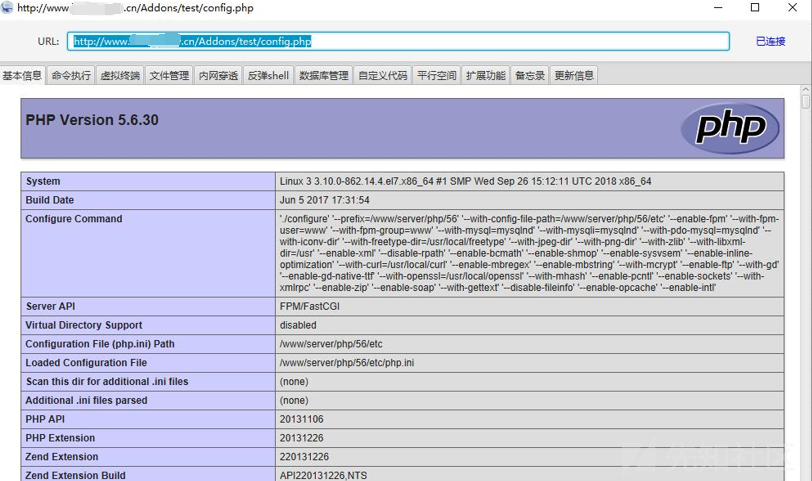 http://www. .cn/Addons/test/config.php
URL: http://www. .cn/Addons/test/config.php 已连接
基本信息 命令执行 虚拟终端 文件管理 内网穿透 反弹shell 数据库管理 自定义代码 平行空间 扩展功能 备忘录 更新信息
PHP Version 5.6.30 php
System Linux 3 3.10.0-862.14.4.el7.x86_64 #1 SMP Wed Sep 26 15:12:11 UTC 2018 x86_64
Build Date Jun 5 2017 17:31:54
Configure Command './configure' '--prefix=/www/server/php/56' '--with-config-file-path=/www/server/php/56/etc' '--enable-fpm' '--with-fpm-
user=www' '--with-fpm-group=www' '--with-mysql=mysqlnd' '--with-mysqli=mysqlnd' '--with-pdo-mysql=mysqlnd' '--
with-iconv-dir' '--with-freetype-dir=/usr/local/freetype' '--with-jpeg-dir' '--with-png-dir' '--with-zlib' '--with-libxml-
dir=/usr' '--enable-xml' '--disable-rpath' '--enable-bcmath' '--enable-shmop' '--enable-sysvsem' '--enable-inline-
optimization' '--with-curl=/usr/local/curl' '--enable-mbregex' '--enable-mbstring' '--with-mcrypt' '--enable-ftp' '--with-gd'
'--enable-gd-native-ttf' '--with-openssl=/usr/local/openssl' '--with-mhash' '--enable-pcntl' '--enable-sockets' '--with-
xmlrpc' '--enable-zip' '--enable-soap' '--with-gettext' '--disable-fileinfo' '--enable-opcache' '--enable-intl'
Server API FPM/FastCGI
Virtual Directory Support disabled
Configuration File (php.ini) Path /www/server/php/56/etc
Loaded Configuration File /www/server/php/56/etc/php.ini
Scan this dir for additional .ini files (none)
Additional .ini files parsed (none)
PHP API 20131106
PHP Extension 20131226
Zend Extension 220131226
Zend Extension Build API220131226,NTS
先知社区